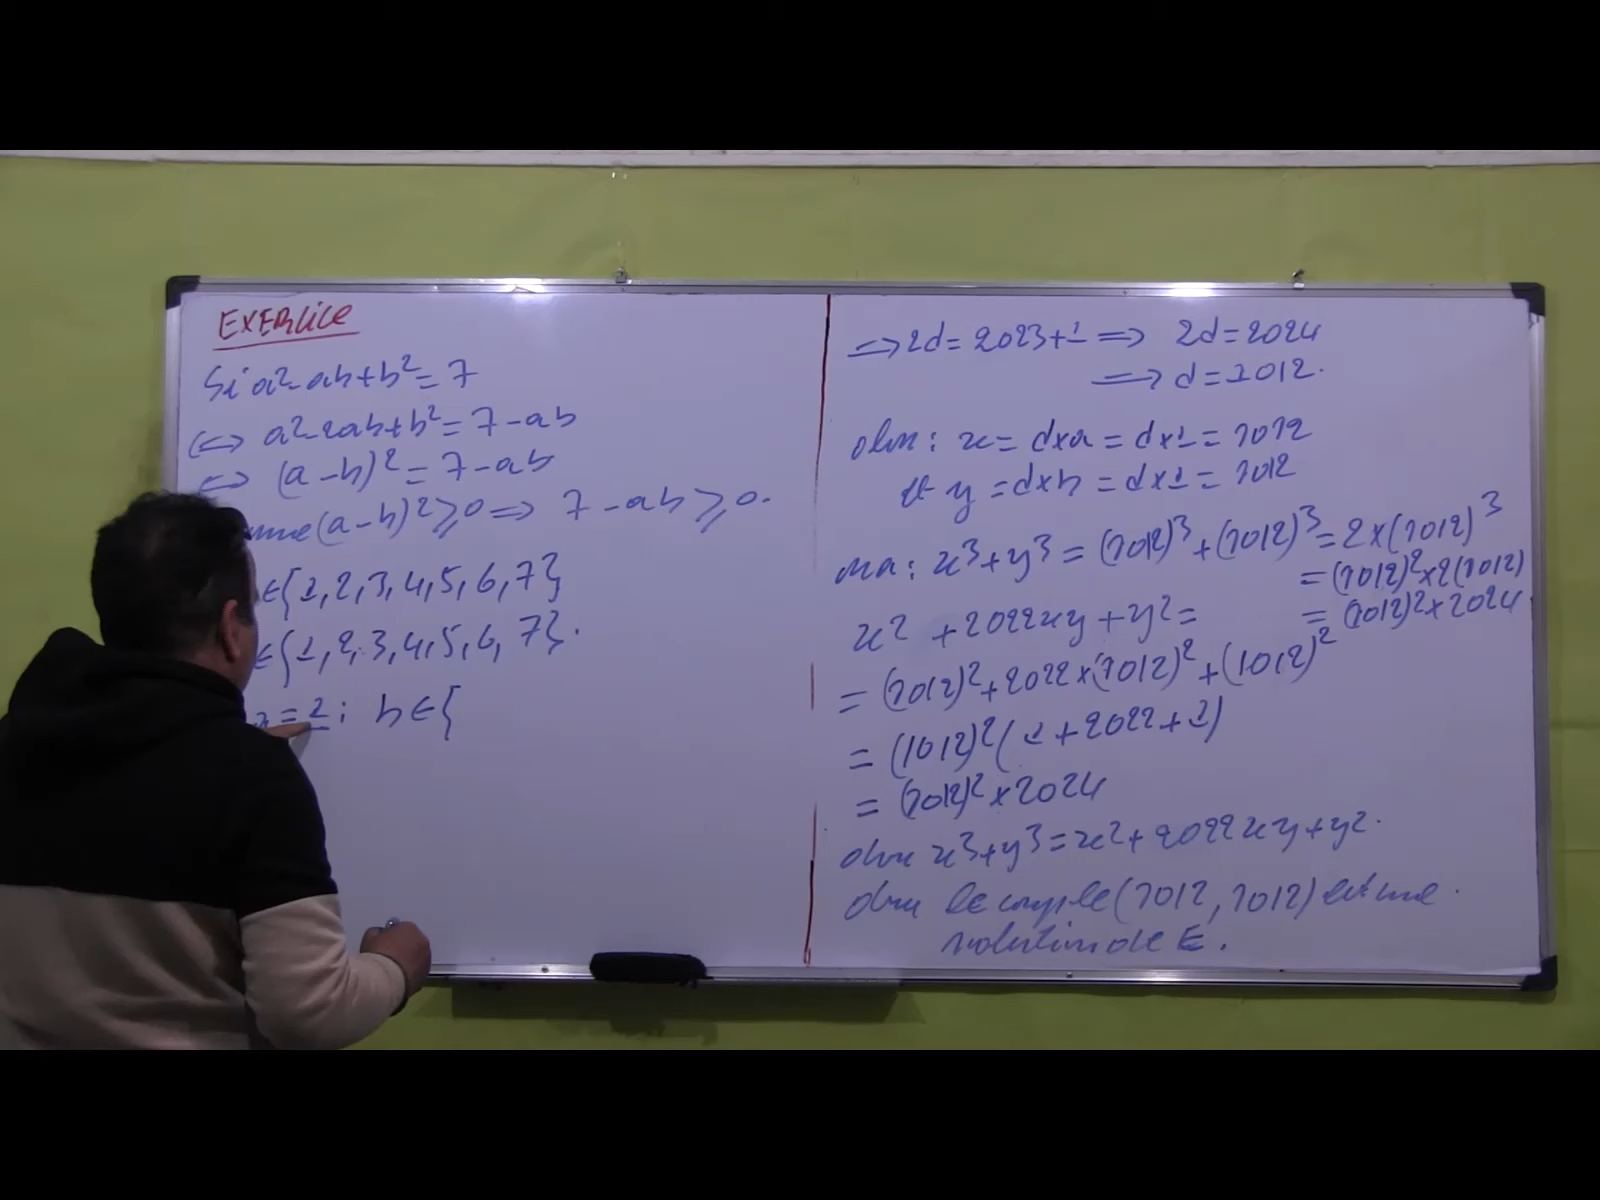 EXERCICE
Si a²-ab+b²=7
⟺ a²-2ab+b²=7-ab
⟺ (a-b)²=7-ab
(a-b)²≥0 ⟹ 7-ab≥0.
∈{1,2,3,4,5,6,7}
∈{1,2,3,4,5,6,7}.
=2; b∈{
⟹ 2d=2023+1 ⟹ 2d=2024
⟹ d=1012.
donc: x=d×a=d×1=1012
et y=d×b=d×1=1012
on a: x³+y³=(1012)³+(1012)³=2×(1012)³
=(1012)²×2(1012)
=(1012)²×2024
x²+2022xy+y²=
=(1012)²+2022×(1012)²+(1012)²
=(1012)²(1+2022+1)
=(1012)²×2024
donc x³+y³=x²+2022xy+y².
donc le couple (1012,1012) est une
solution de E.